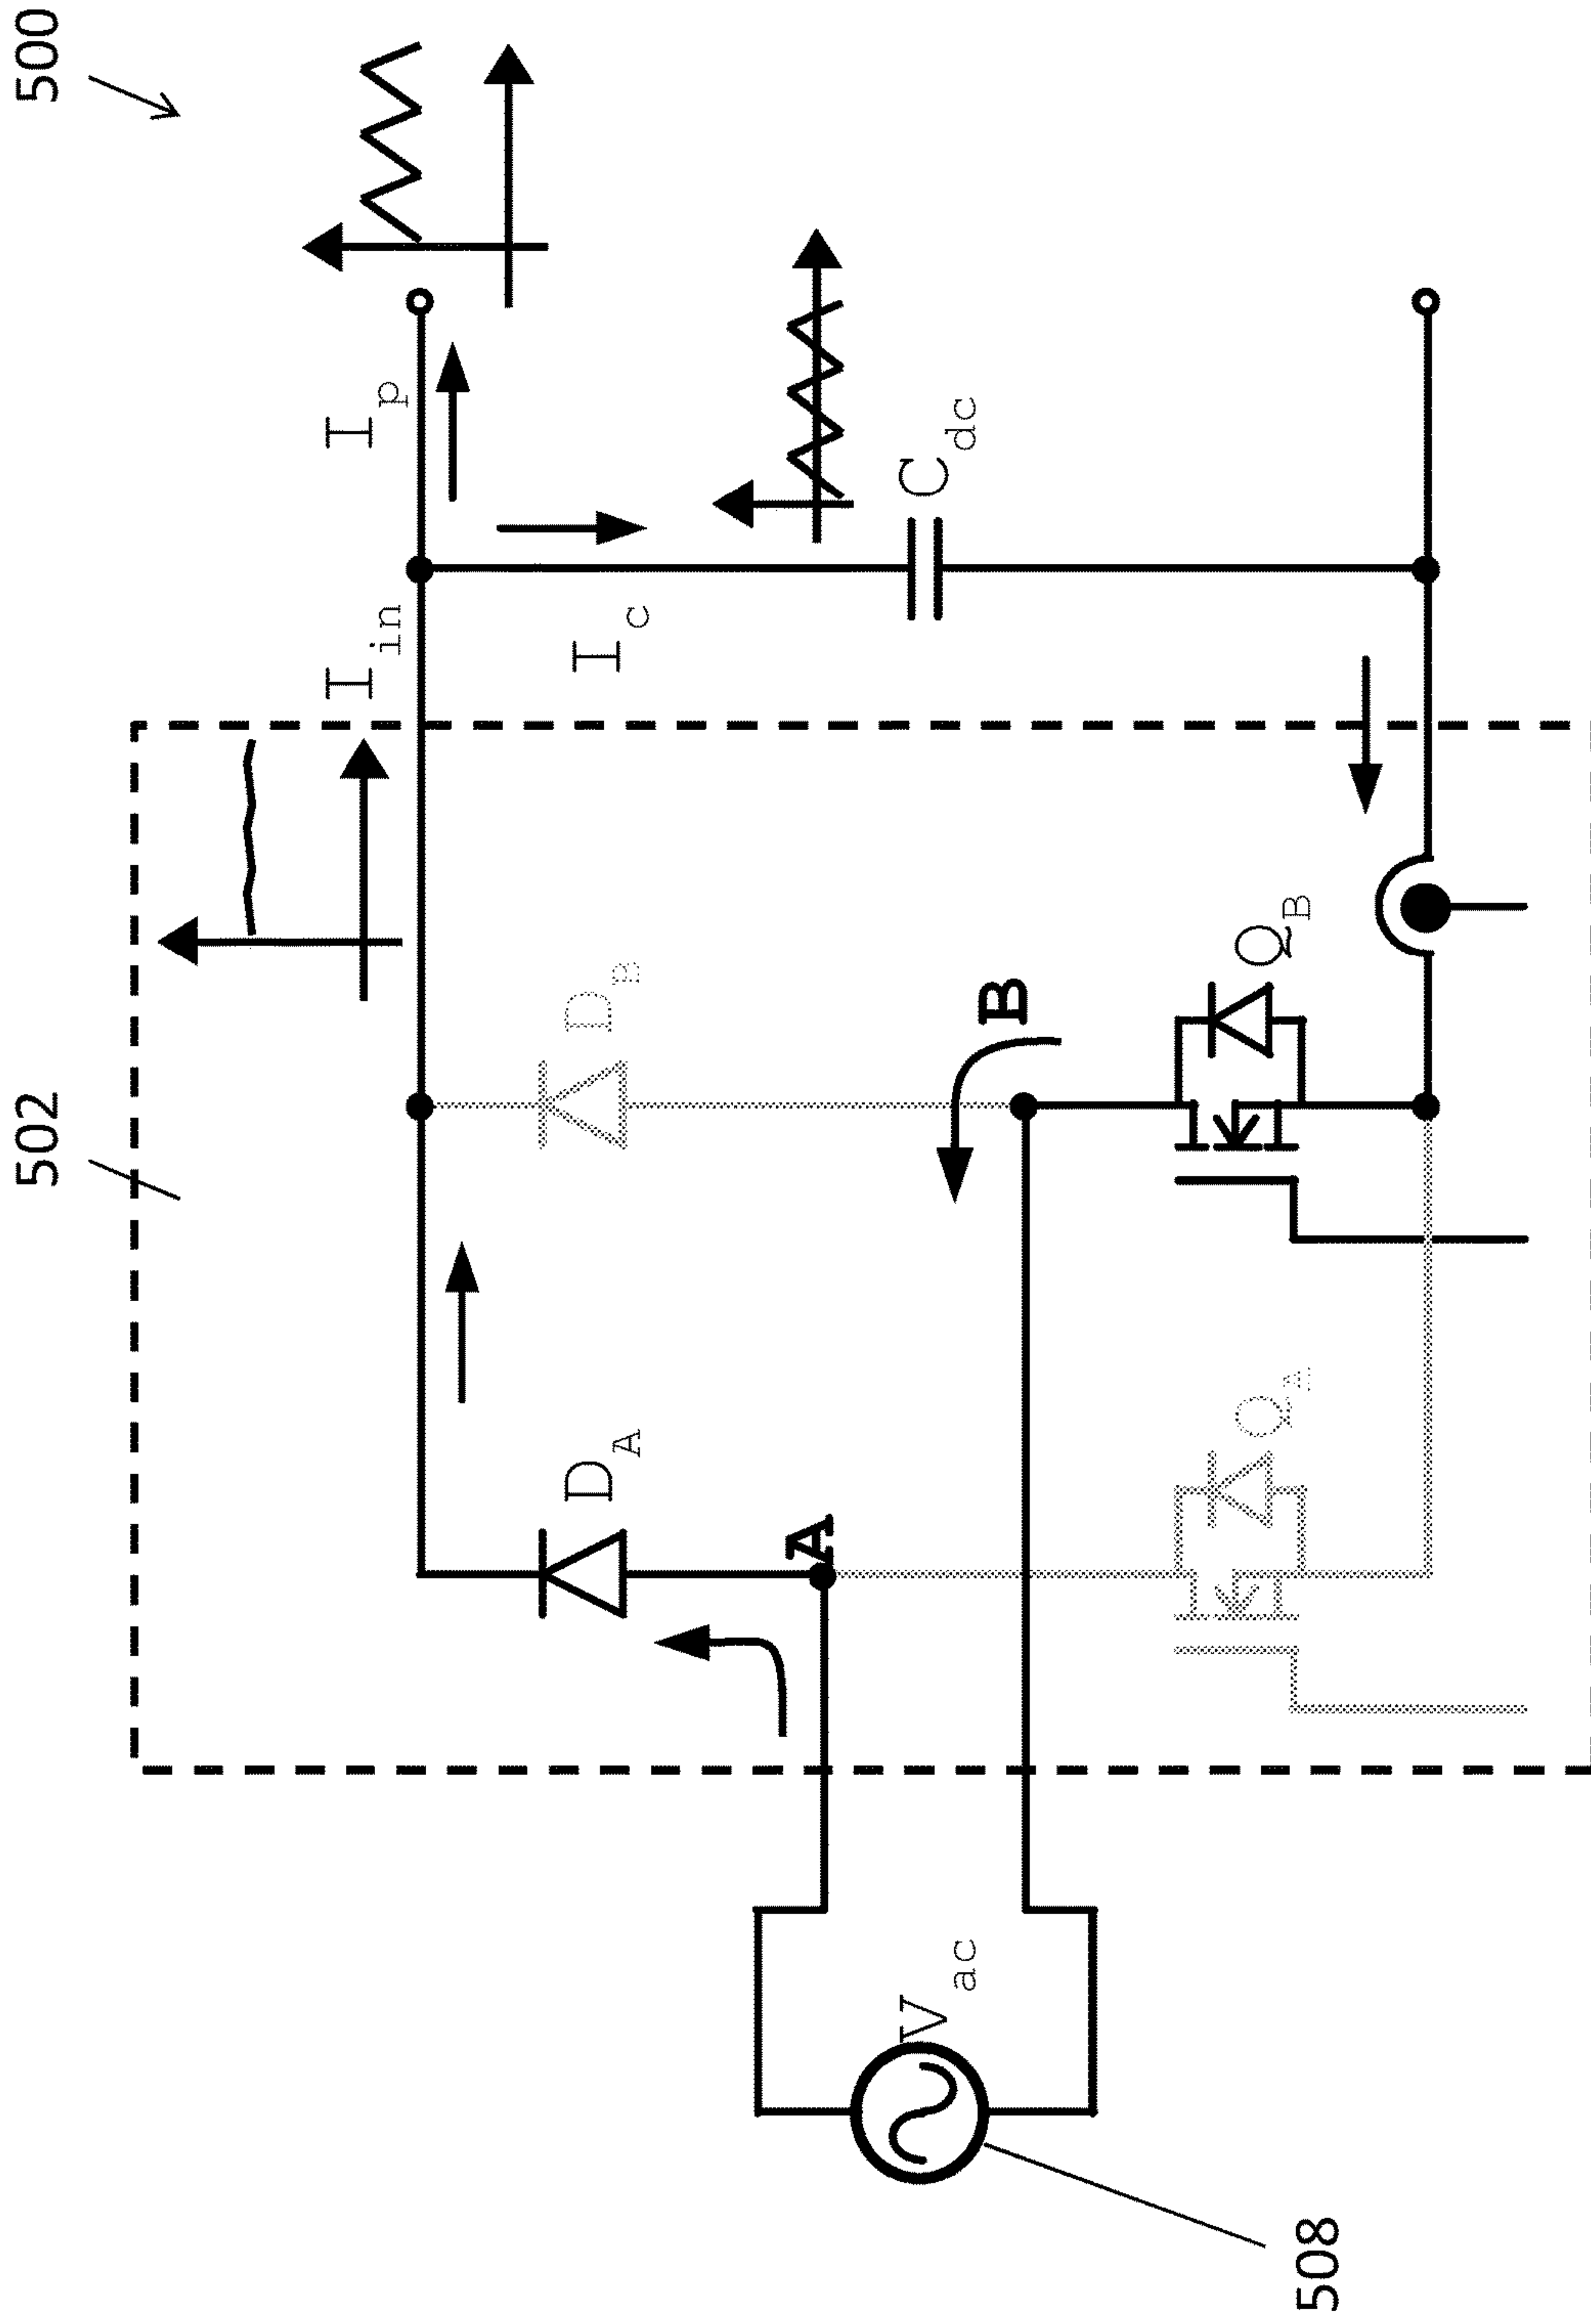 500
502
I_in
I_p
I_c
C_dc
D_A
D_B
A
B
Q_A
Q_B
V_ac
508